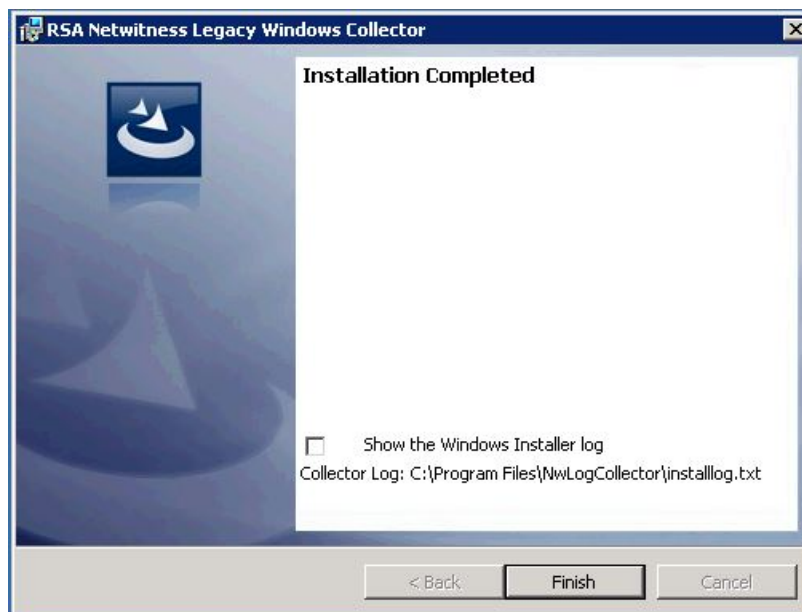 RSA Netwitness Legacy Windows Collector
Installation Completed
Show the Windows Installer log
Collector Log: C:\Program Files\NwLogCollector\installlog.txt
< Back
Finish
Cancel